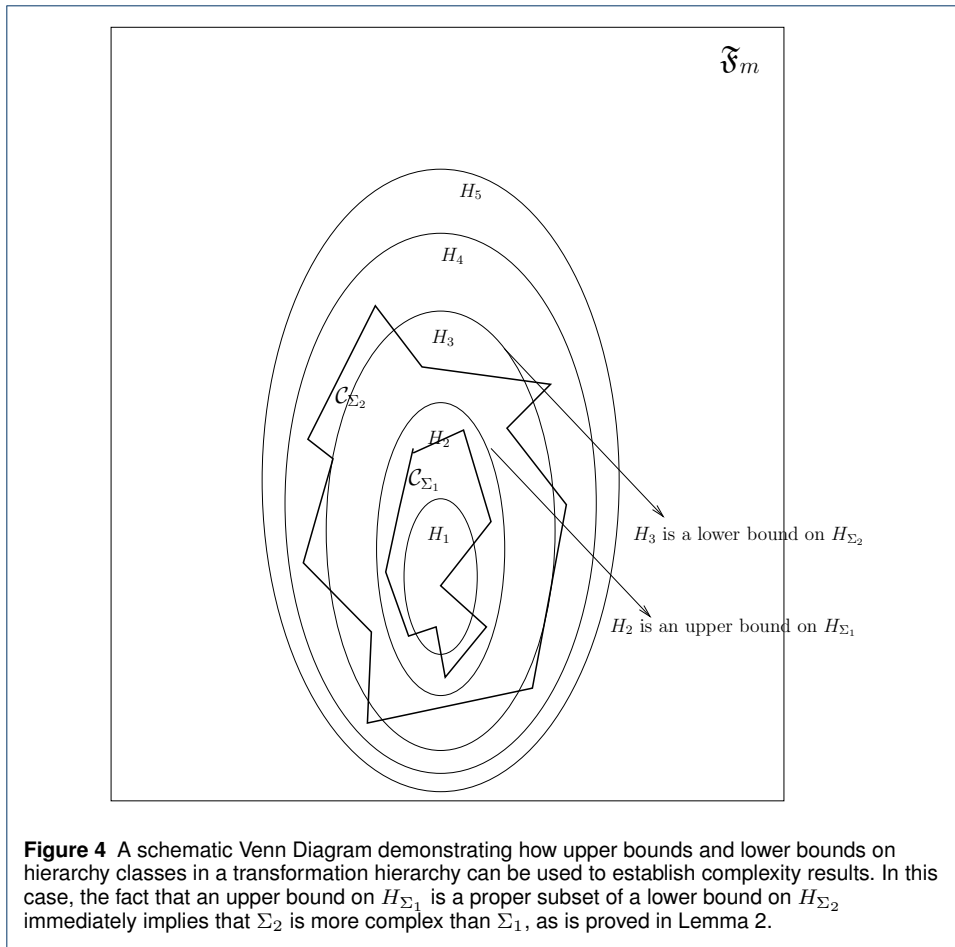 𝔉m
H5
H4
H3
𝒞Σ2
H2
𝒞Σ1
H1
H3 is a lower bound on HΣ2
H2 is an upper bound on HΣ1
Figure 4 A schematic Venn Diagram demonstrating how upper bounds and lower bounds on
hierarchy classes in a transformation hierarchy can be used to establish complexity results. In this
case, the fact that an upper bound on HΣ1 is a proper subset of a lower bound on HΣ2
immediately implies that Σ2 is more complex than Σ1, as is proved in Lemma 2.